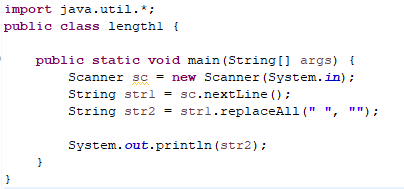 import java.util.*;
public class length1 {
public static void main(String[] args) {
Scanner sc = new Scanner(System.in);
String str1 = sc.nextLine();
String str2 = str1.replaceAll(" ", "");
System.out.println(str2);
}
}